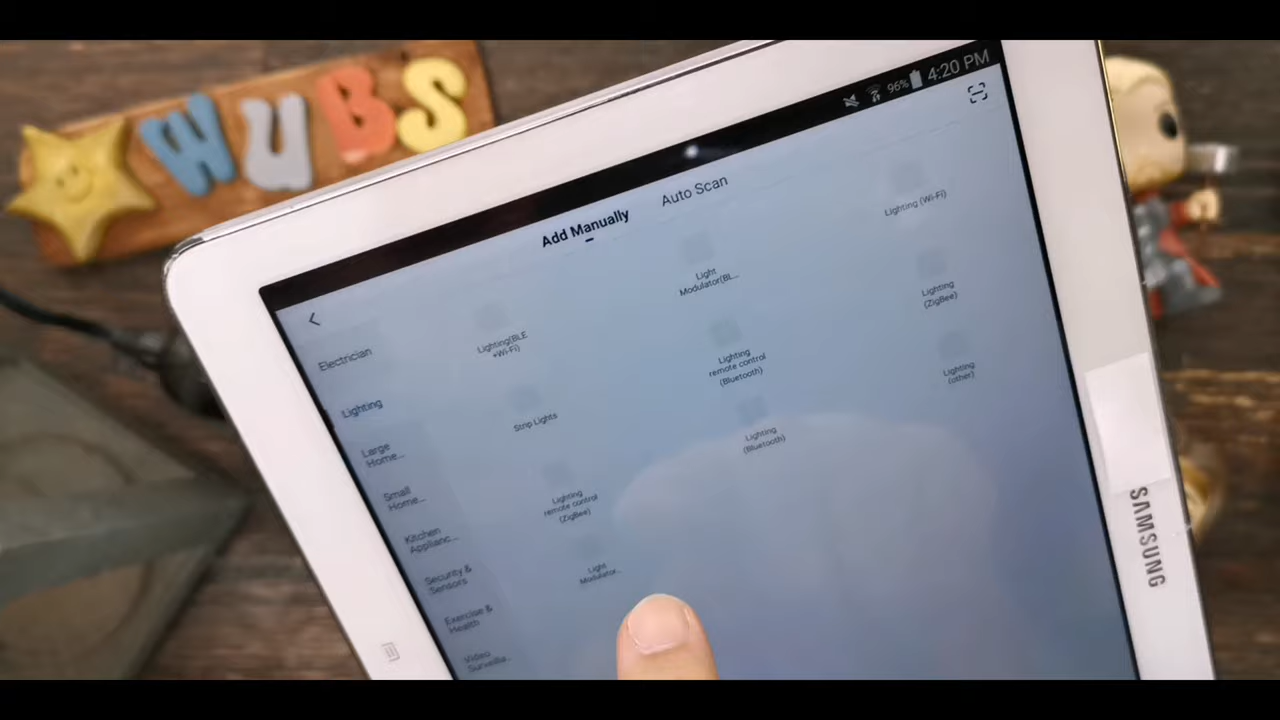 WUBS
96% 4:20 PM
Add Manually
Auto Scan
Electrician
Lighting
Large
Home...
Small
Home...
Kitchen
Applianc...
Security &
Sensors
Exercise &
Health
Video
Surveilla..
Lighting(BLE
+Wi-Fi)
Light
Modulator(BL...
Lighting (Wi-Fi)
Strip Lights
Lighting
remote control
(Bluetooth)
Lighting
(ZigBee)
Lighting
remote control
(ZigBee)
Lighting
(Bluetooth)
Lighting
(other)
Light
Modulator...
SAMSUNG